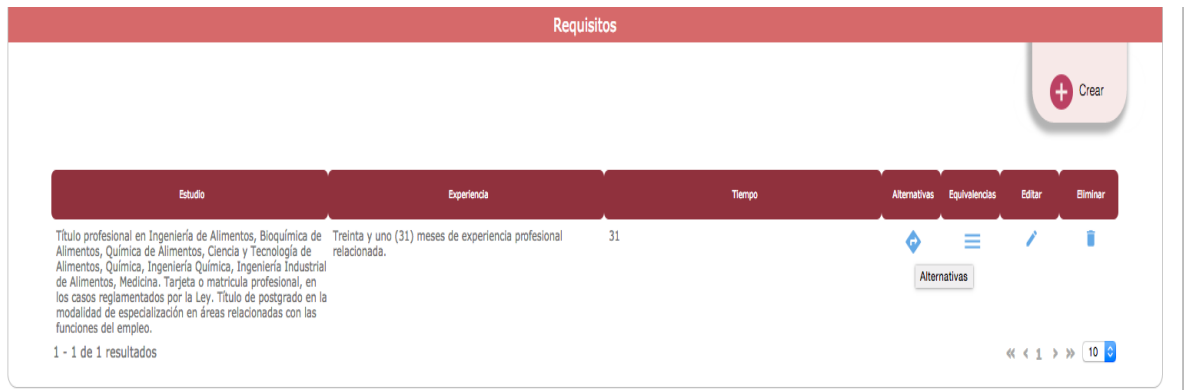 Requisitos
Crear
Estudio
Experiencia
Tiempo
Alternativas
Equivalencias
Editar
Eliminar
Título profesional en Ingeniería de Alimentos, Bioquímica de
Alimentos, Química de Alimentos, Ciencia y Tecnología de
Alimentos, Química, Ingeniería Química, Ingeniería Industrial
de Alimentos, Medicina. Tarjeta o matricula profesional, en
los casos reglamentados por la Ley. Título de postgrado en la
modalidad de especialización en áreas relacionadas con las
funciones del empleo.
Treinta y uno (31) meses de experiencia profesional
relacionada.
31
Alternativas
1 - 1 de 1 resultados
« < 1 > » 10